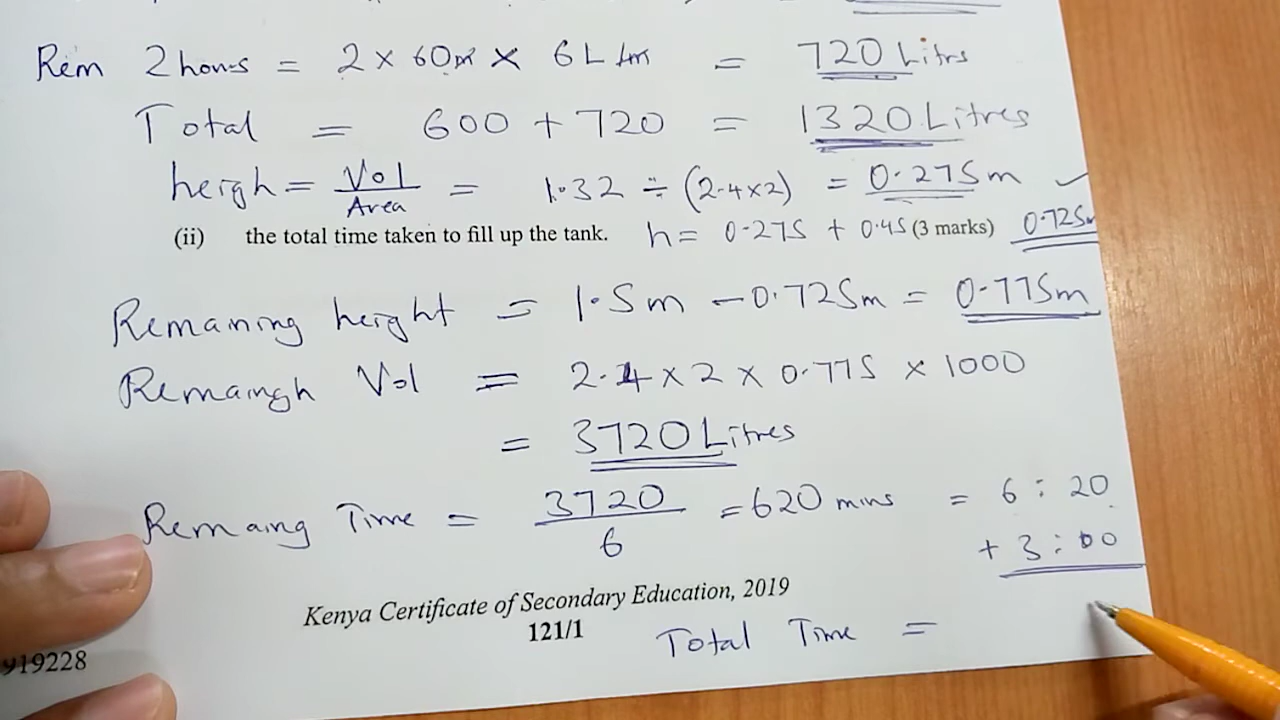 Rem 2 hours = 2 × 60 × 6L = 720 Litrs
Total = 600 + 720 = 1320 Litres
heigh = Vol / Area = 1.32 ÷ (2.4×2) = 0.275m ✓
(ii) the total time taken to fill up the tank. h = 0.275 + 0.45 (3 marks) 0.725m
Remaning height = 1.5m - 0.725m = 0.775m
Remaingh Vol = 2.4 × 2 × 0.775 × 1000
= 3720 Litres
Remaing Time = 3720 / 6 = 620 mins = 6 : 20
+ 3 : 00
Kenya Certificate of Secondary Education, 2019
121/1
Total Time =
919228